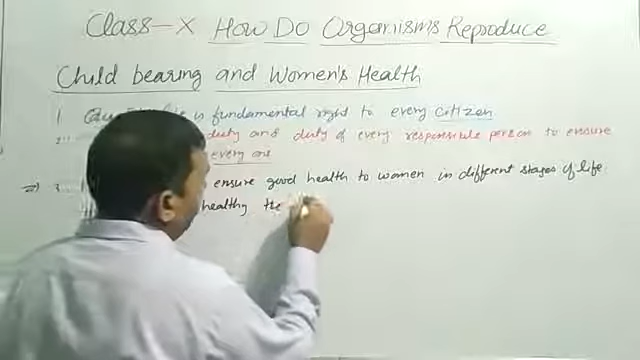 Class-X How Do Organisms Reproduce
Child bearing and Women's Health
1 is fundamental right to every citizen
2 duty and duty of every responsible person to ensure
every one
⇒ 3 ensure good health to women in different stages of life.
healthy the